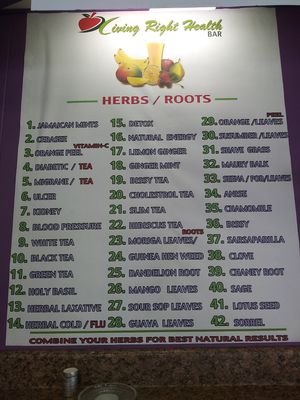 Living Right Health
BAR
HERBS / ROOTS
1. JAMAICAN MINTS
2. CERASEE
VITAMIN-C
3. ORANGE PEEL
4. DIABETIC / TEA
5. MIGRANE / TEA
6. ULCER
7. KIDNEY
8. BLOOD PRESSURE
9. WHITE TEA
10. BLACK TEA
11. GREEN TEA
12. HOLY BASIL
13. HERBAL LAXATIVE
14. HERBAL COLD / FLU
15. DETOX
16. NATURAL ENERGY
17. LEMON GINGER
18. GINGER MINT
19. BISSY TEA
20. CHOLESTROL TEA
21. SLIM TEA
22. HIBISCUS TEA
ROOTS
23. MORIGA LEAVES/
24. GUINEA HEN WEED
25. DANDELION ROOT
26. MANGO LEAVES
27. SOUR SOP LEAVES
28. GUAVA LEAVES
PEEL
29. ORANGE /LEAVES
30. SUSUMBER /LEAVES
31. SHAVE GRASS
32. MAUBY BALK
33. SEENA / POD/LEAVES
34. ANISE
35. CHAMOMILE
36. BISSY
37. SARSAPARILLA
38. CLOVE
39. CHANEY ROOT
40. SAGE
41. LOTUS SEED
42. SORREL
COMBINE YOUR HERBS FOR BEST NATURAL RESULTS